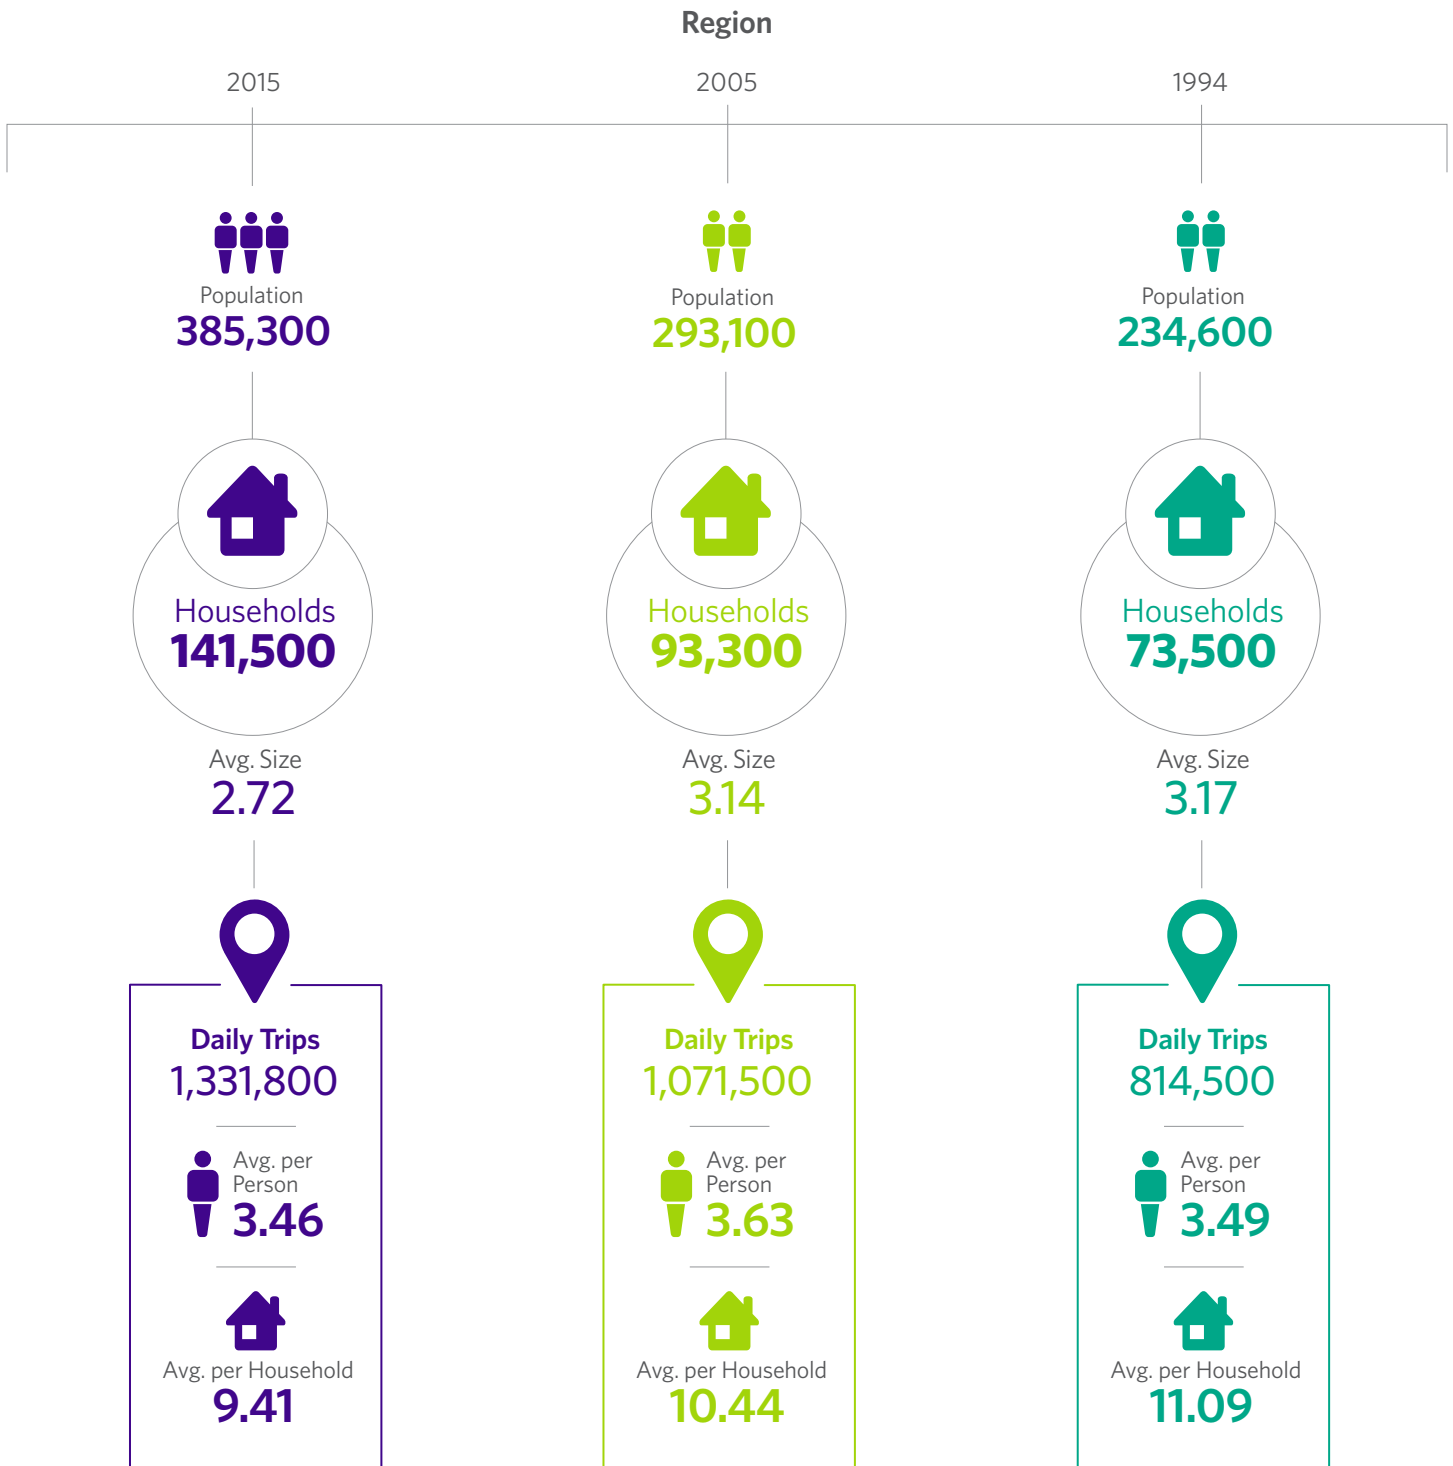 Region
2015
2005
1994
Population
385,300
Population
293,100
Population
234,600
Households
141,500
Households
93,300
Households
73,500
Avg. Size
2.72
Avg. Size
3.14
Avg. Size
3.17
Daily Trips
1,331,800
Avg. per
Person
3.46
Avg. per Household
9.41
Daily Trips
1,071,500
Avg. per
Person
3.63
Avg. per Household
10.44
Daily Trips
814,500
Avg. per
Person
3.49
Avg. per Household
11.09